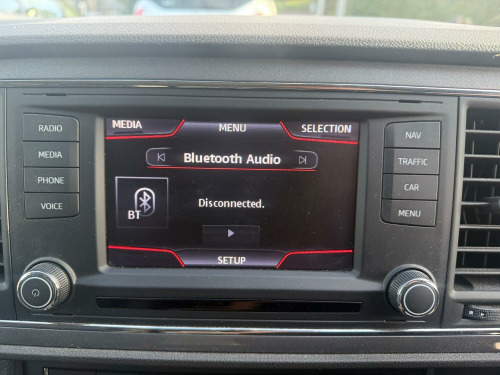 RADIO
MEDIA
PHONE
VOICE
MEDIA
MENU
SELECTION
Bluetooth Audio
BT
Disconnected.
SETUP
NAV
TRAFFIC
CAR
MENU